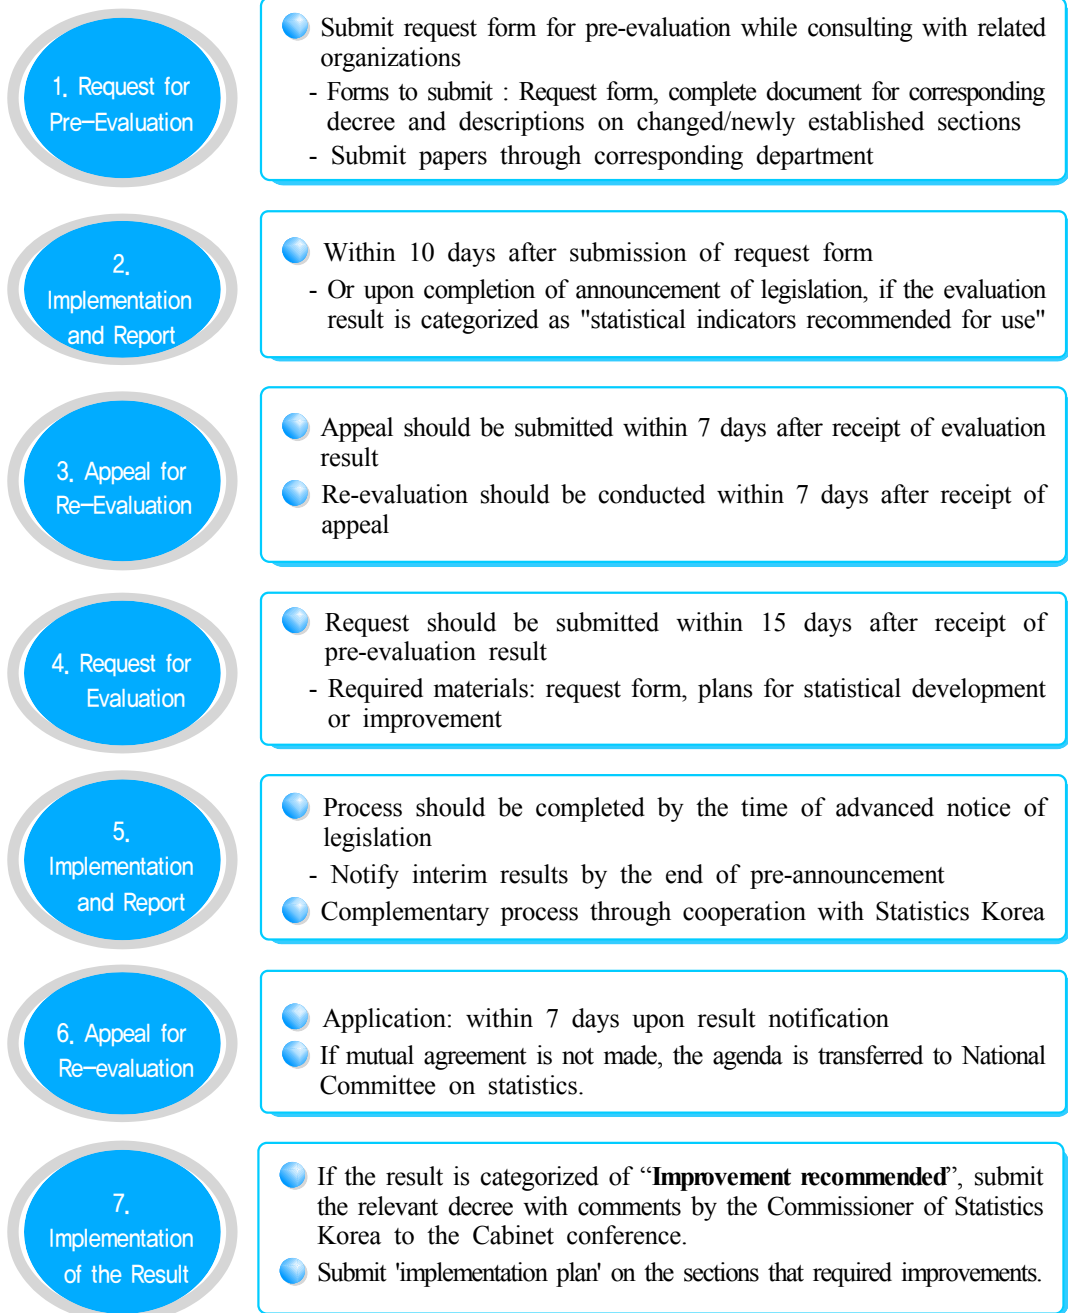 1. Request for
Pre-Evaluation
Submit request form for pre-evaluation while consulting with related
organizations
- Forms to submit : Request form, complete document for corresponding
decree and descriptions on changed/newly established sections
- Submit papers through corresponding department
2.
Implementation
and Report
Within 10 days after submission of request form
- Or upon completion of announcement of legislation, if the evaluation
result is categorized as "statistical indicators recommended for use"
3. Appeal for
Re-Evaluation
Appeal should be submitted within 7 days after receipt of evaluation
result
Re-evaluation should be conducted within 7 days after receipt of
appeal
4. Request for
Evaluation
Request should be submitted within 15 days after receipt of
pre-evaluation result
- Required materials: request form, plans for statistical development
or improvement
5.
Implementation
and Report
Process should be completed by the time of advanced notice of
legislation
- Notify interim results by the end of pre-announcement
Complementary process through cooperation with Statistics Korea
6. Appeal for
Re-evaluation
Application: within 7 days upon result notification
If mutual agreement is not made, the agenda is transferred to National
Committee on statistics.
7.
Implementation
of the Result
If the result is categorized of “Improvement recommended”, submit
the relevant decree with comments by the Commissioner of Statistics
Korea to the Cabinet conference.
Submit 'implementation plan' on the sections that required improvements.